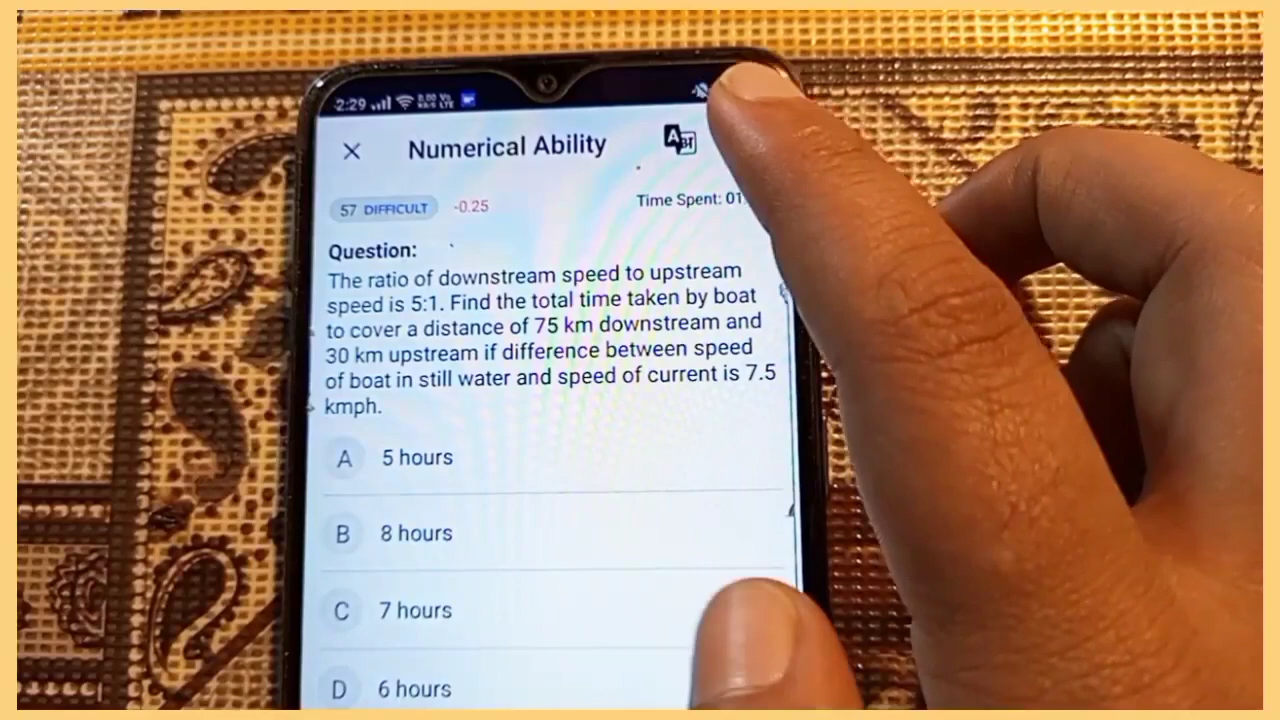 2:29
Numerical Ability
57 DIFFICULT -0.25
Time Spent: 01
Question:
The ratio of downstream speed to upstream
speed is 5:1. Find the total time taken by boat
to cover a distance of 75 km downstream and
30 km upstream if difference between speed
of boat in still water and speed of current is 7.5
kmph.
A 5 hours
B 8 hours
C 7 hours
D 6 hours